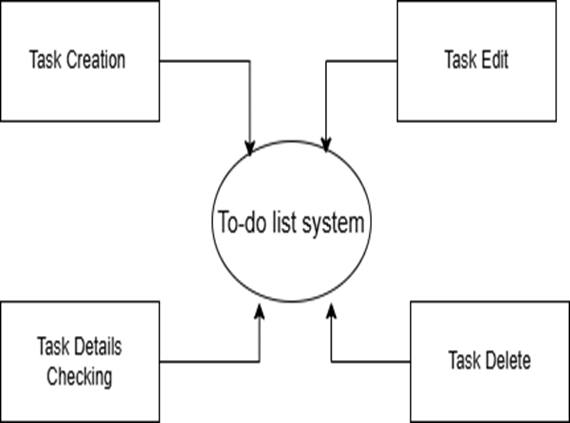 Task Creation
Task Edit
To-do list system
Task Details
Checking
Task Delete